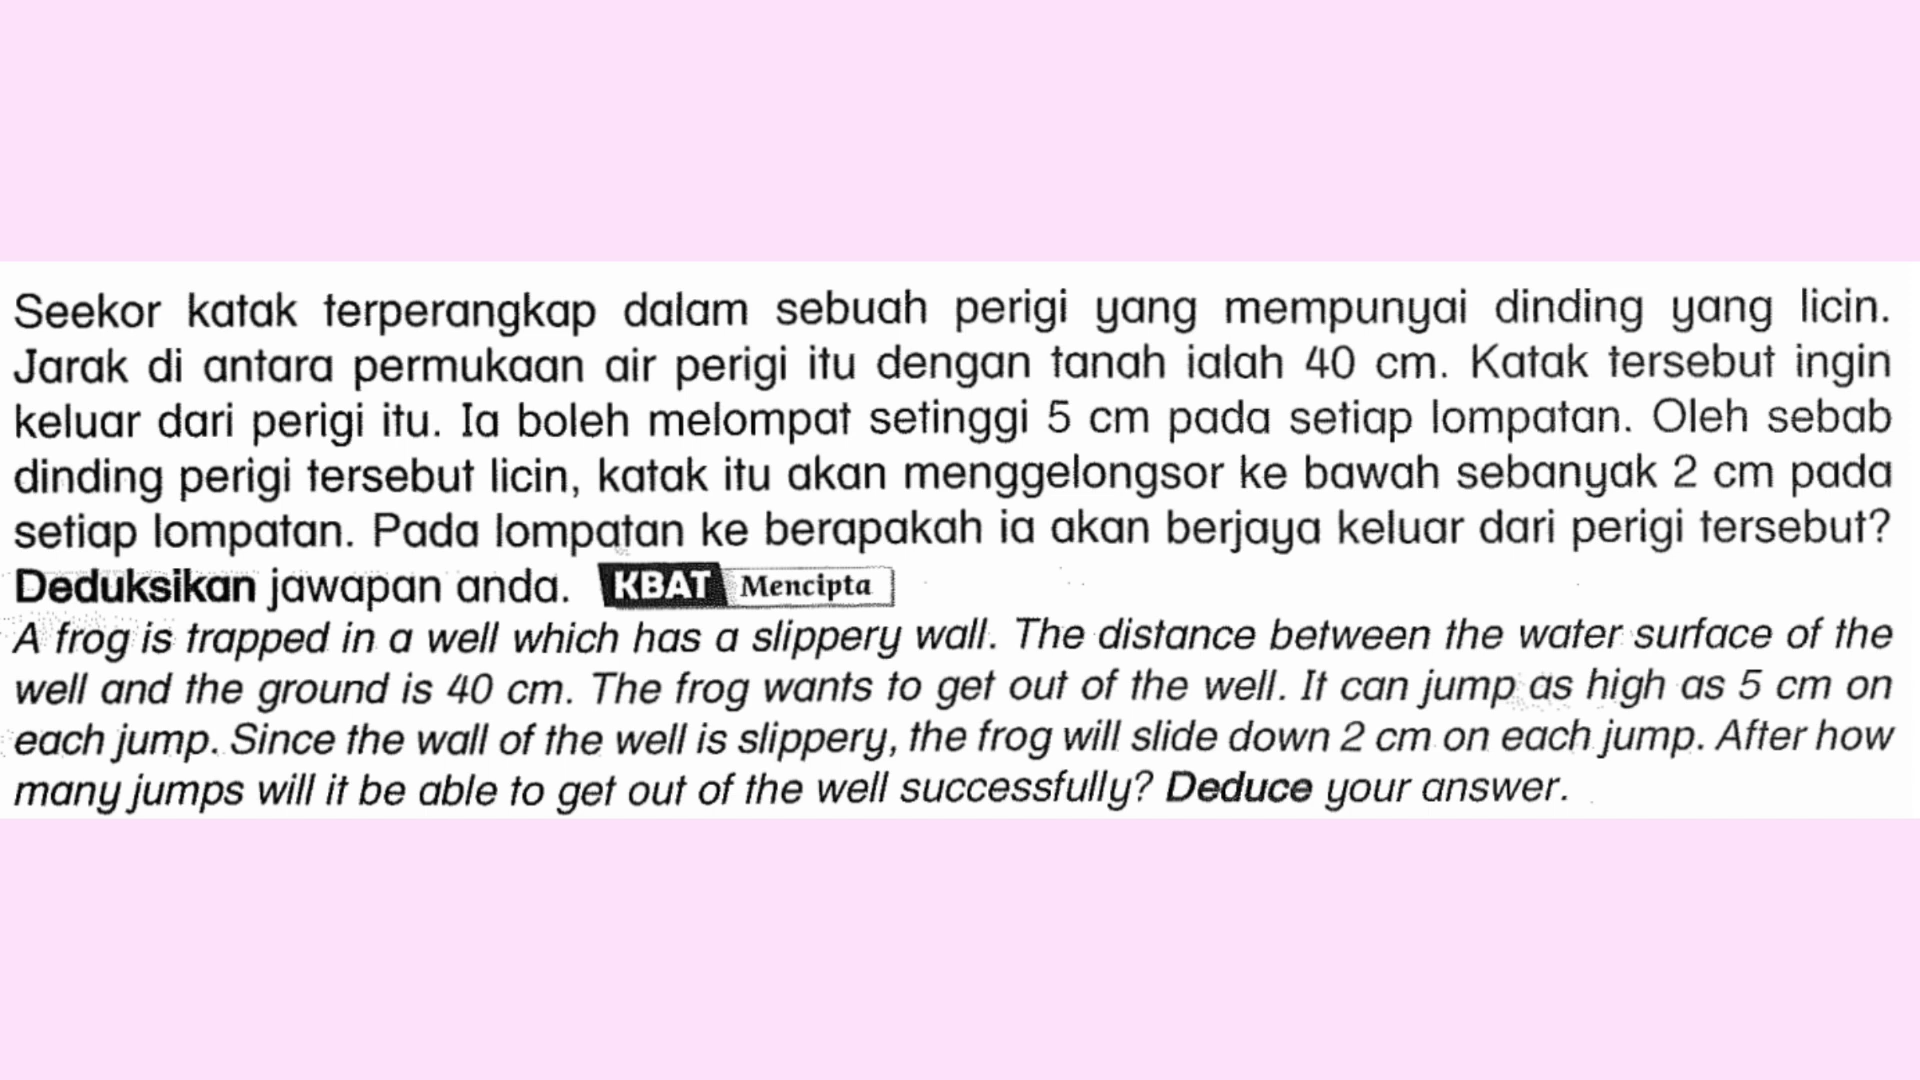 Seekor katak terperangkap dalam sebuah perigi yang mempunyai dinding yang licin.
Jarak di antara permukaan air perigi itu dengan tanah ialah 40 cm. Katak tersebut ingin
keluar dari perigi itu. Ia boleh melompat setinggi 5 cm pada setiap lompatan. Oleh sebab
dinding perigi tersebut licin, katak itu akan menggelongsor ke bawah sebanyak 2 cm pada
setiap lompatan. Pada lompatan ke berapakah ia akan berjaya keluar dari perigi tersebut?
Deduksikan jawapan anda. KBAT Mencipta
A frog is trapped in a well which has a slippery wall. The distance between the water surface of the
well and the ground is 40 cm. The frog wants to get out of the well. It can jump as high as 5 cm on
each jump. Since the wall of the well is slippery, the frog will slide down 2 cm on each jump. After how
many jumps will it be able to get out of the well successfully? Deduce your answer.